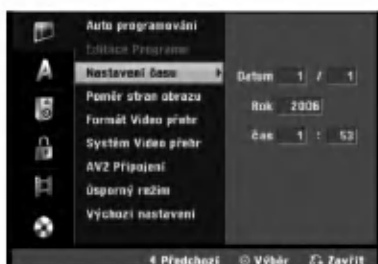 Auto programování
Editace Programu
Nastavení času
Datum 1 / 1
Poměr stran obrazu
Rok 2006
Formát Video přehr
Systém Video přehr
čas 1 : 53
AV2 Připojení
Úsporný režim
Výchozí nastavení
Předchozí Výběr Zavřít